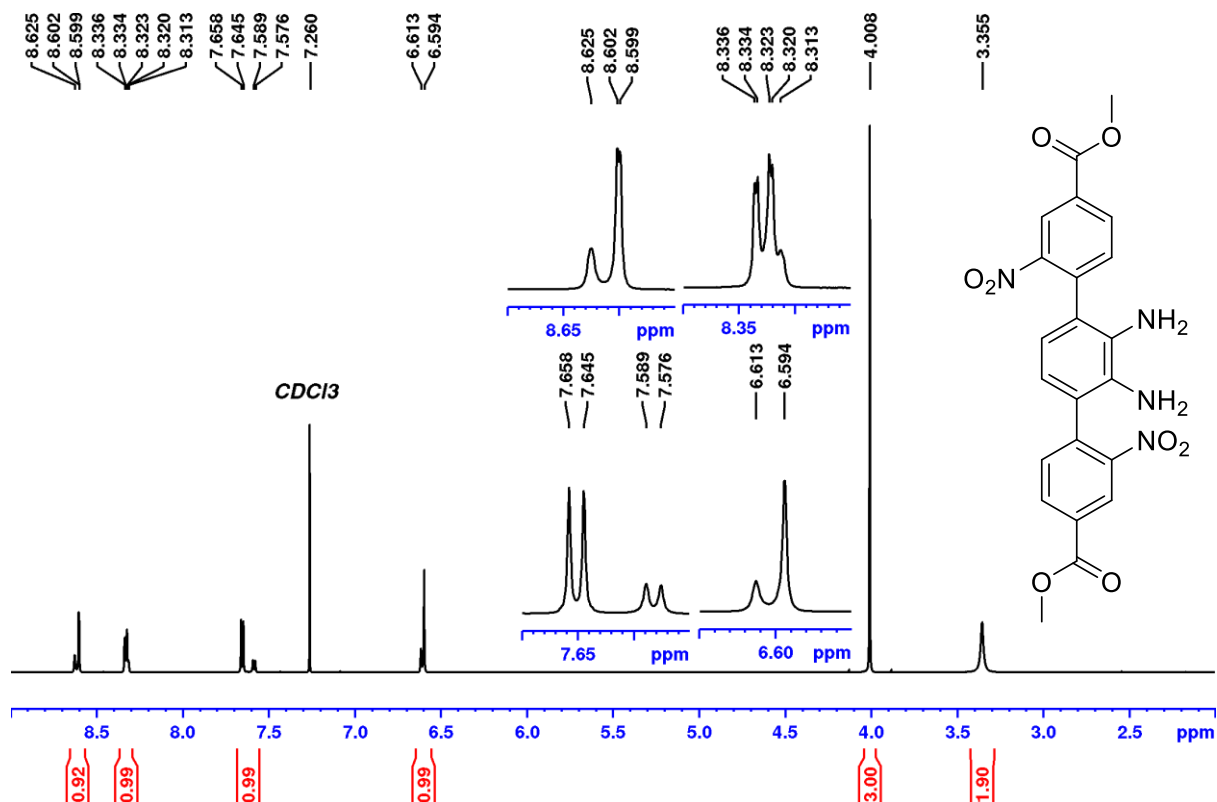 8.625
8.602
8.599
8.336
8.334
8.323
8.320
8.313
7.658
7.645
7.589
7.576
7.260
6.613
6.594
4.008
3.355
8.625
8.602
8.599
8.336
8.334
8.323
8.320
8.313
8.65 ppm
8.35 ppm
7.658
7.645
7.589
7.576
6.613
6.594
7.65 ppm
6.60 ppm
CDCl3
O
O
O2N
NH2
NH2
NO2
O
O
8.5 8.0 7.5 7.0 6.5 6.0 5.5 5.0 4.5 4.0 3.5 3.0 2.5 ppm
0.92
0.99
0.99
0.99
3.00
1.90